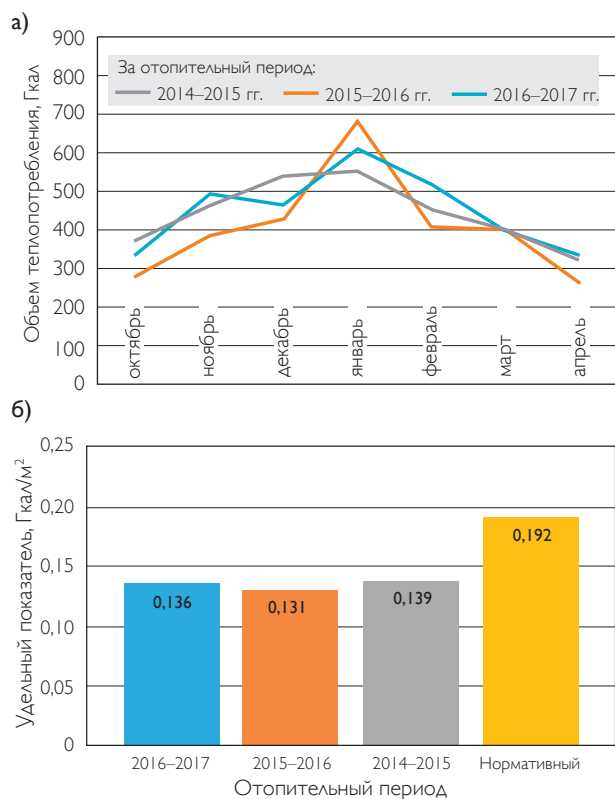 а)
Объем теплопотребления, Гкал
900
800
700
600
500
400
300
200
100
0
За отопительный период:
2014–2015 гг. 2015–2016 гг. 2016–2017 гг.
октябрь
ноябрь
декабрь
январь
февраль
март
апрель
б)
Удельный показатель, Гкал/м²
0,25
0,20
0,15
0,10
0,05
0
0,136
0,131
0,139
0,192
2016–2017 2015–2016 2014–2015 Нормативный
Отопительный период